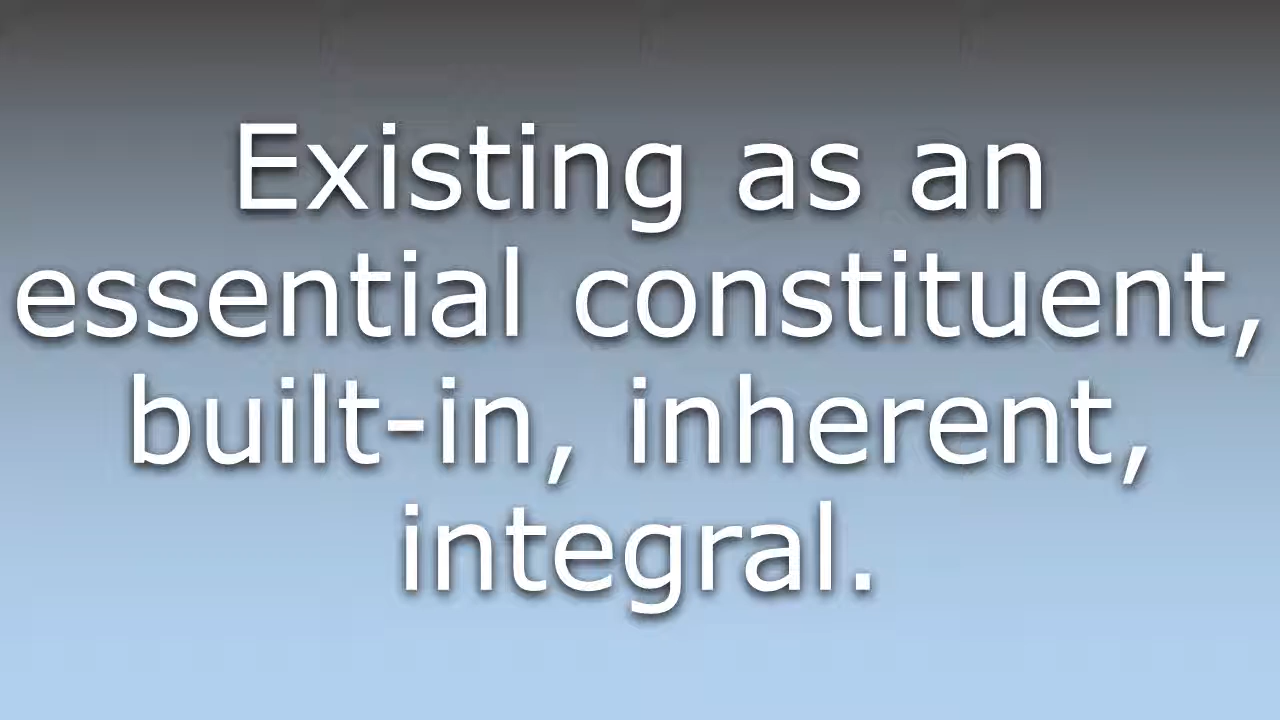 Existing as an
essential constituent,
built-in, inherent,
integral.